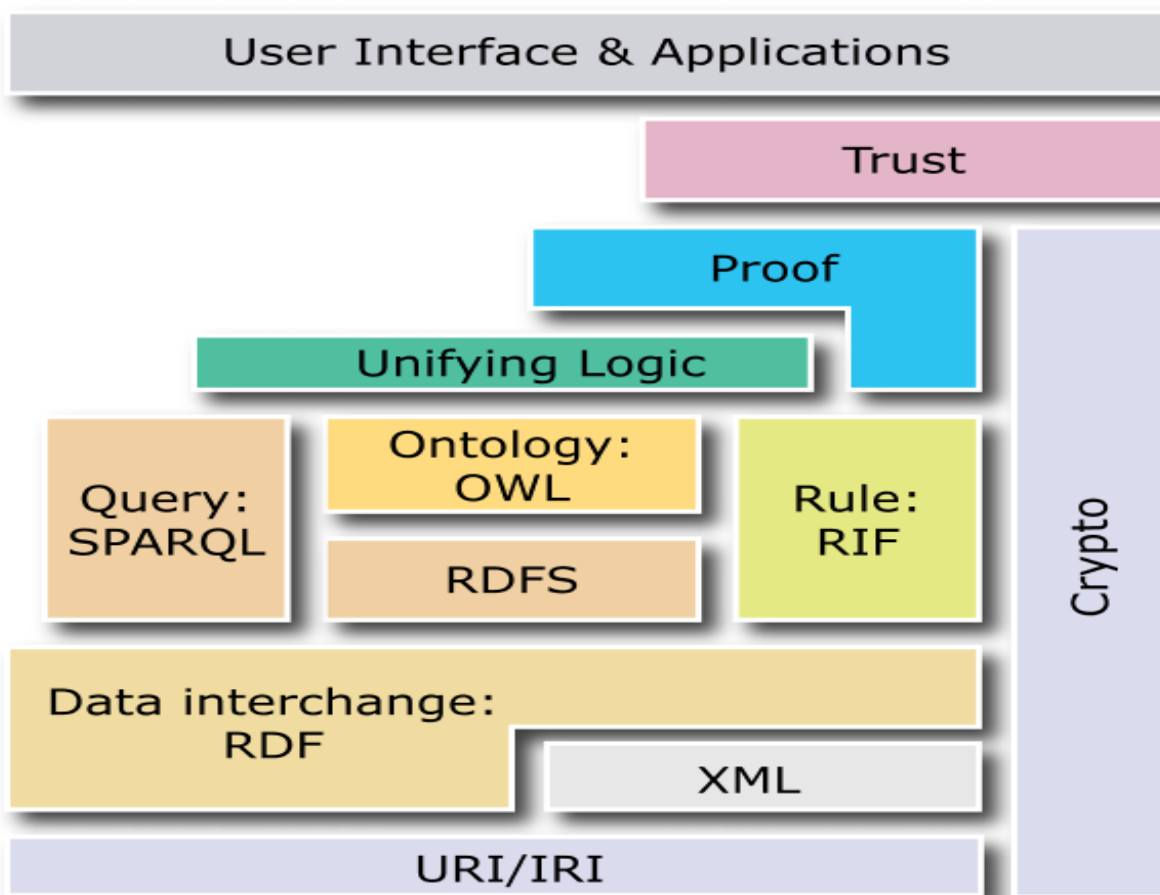 User Interface & Applications
Trust
Proof
Unifying Logic
Query:
SPARQL
Ontology:
OWL
RDFS
Rule:
RIF
Crypto
Data interchange:
RDF
XML
URI/IRI